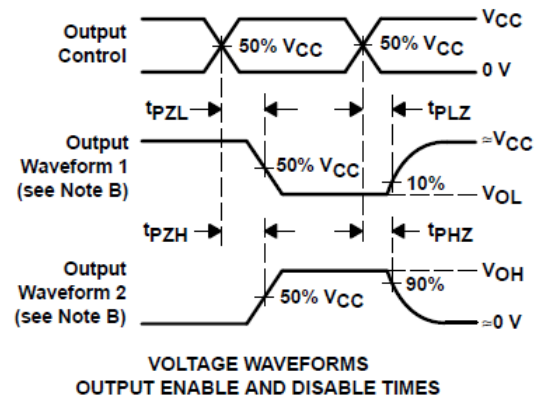 Output
Control
50% VCC
50% VCC
VCC
0 V
tPZL
tPLZ
Output
Waveform 1
(see Note B)
50% VCC
10%
≈VCC
VOL
tPZH
tPHZ
Output
Waveform 2
(see Note B)
50% VCC
90%
VOH
≈0 V
VOLTAGE WAVEFORMS
OUTPUT ENABLE AND DISABLE TIMES